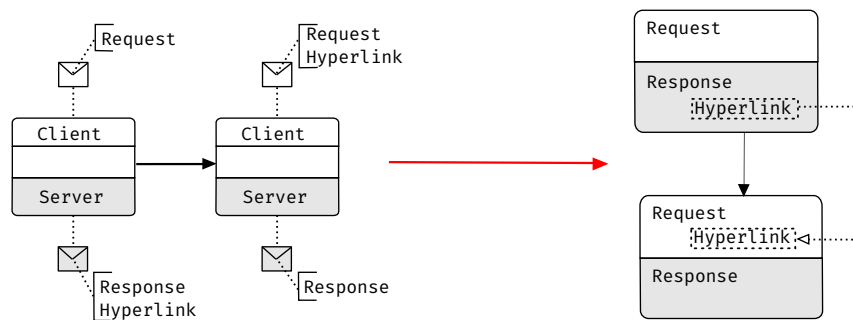 Request
Request
Hyperlink
Client
Server
Client
Server
Response
Hyperlink
Response
Request
Response
Hyperlink
Request
Hyperlink
Response